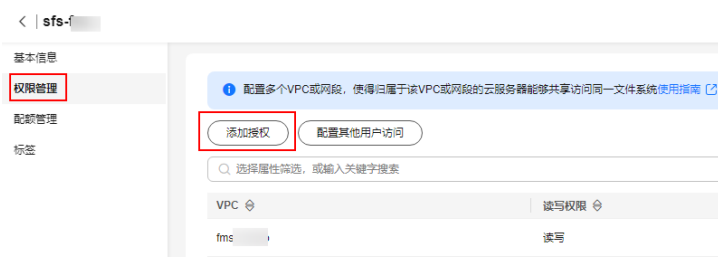 sfs-
基本信息
权限管理
配额管理
标签
配置多个VPC或网段，使得归属于该VPC或网段的云服务器能够共享访问同一文件系统使用指南
添加授权
配置其他用户访问
选择属性筛选，或输入关键字搜索
VPC 读写权限
fms 读写